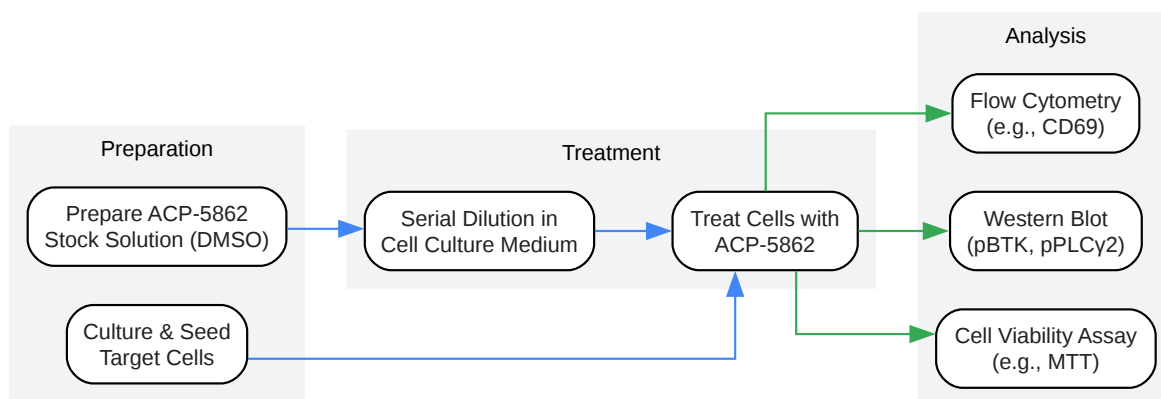 Preparation
Prepare ACP-5862
Stock Solution (DMSO)
Culture & Seed
Target Cells
Treatment
Serial Dilution in
Cell Culture Medium
Treat Cells with
ACP-5862
Analysis
Flow Cytometry
(e.g., CD69)
Western Blot
(pBTK, pPLCγ2)
Cell Viability Assay
(e.g., MTT)